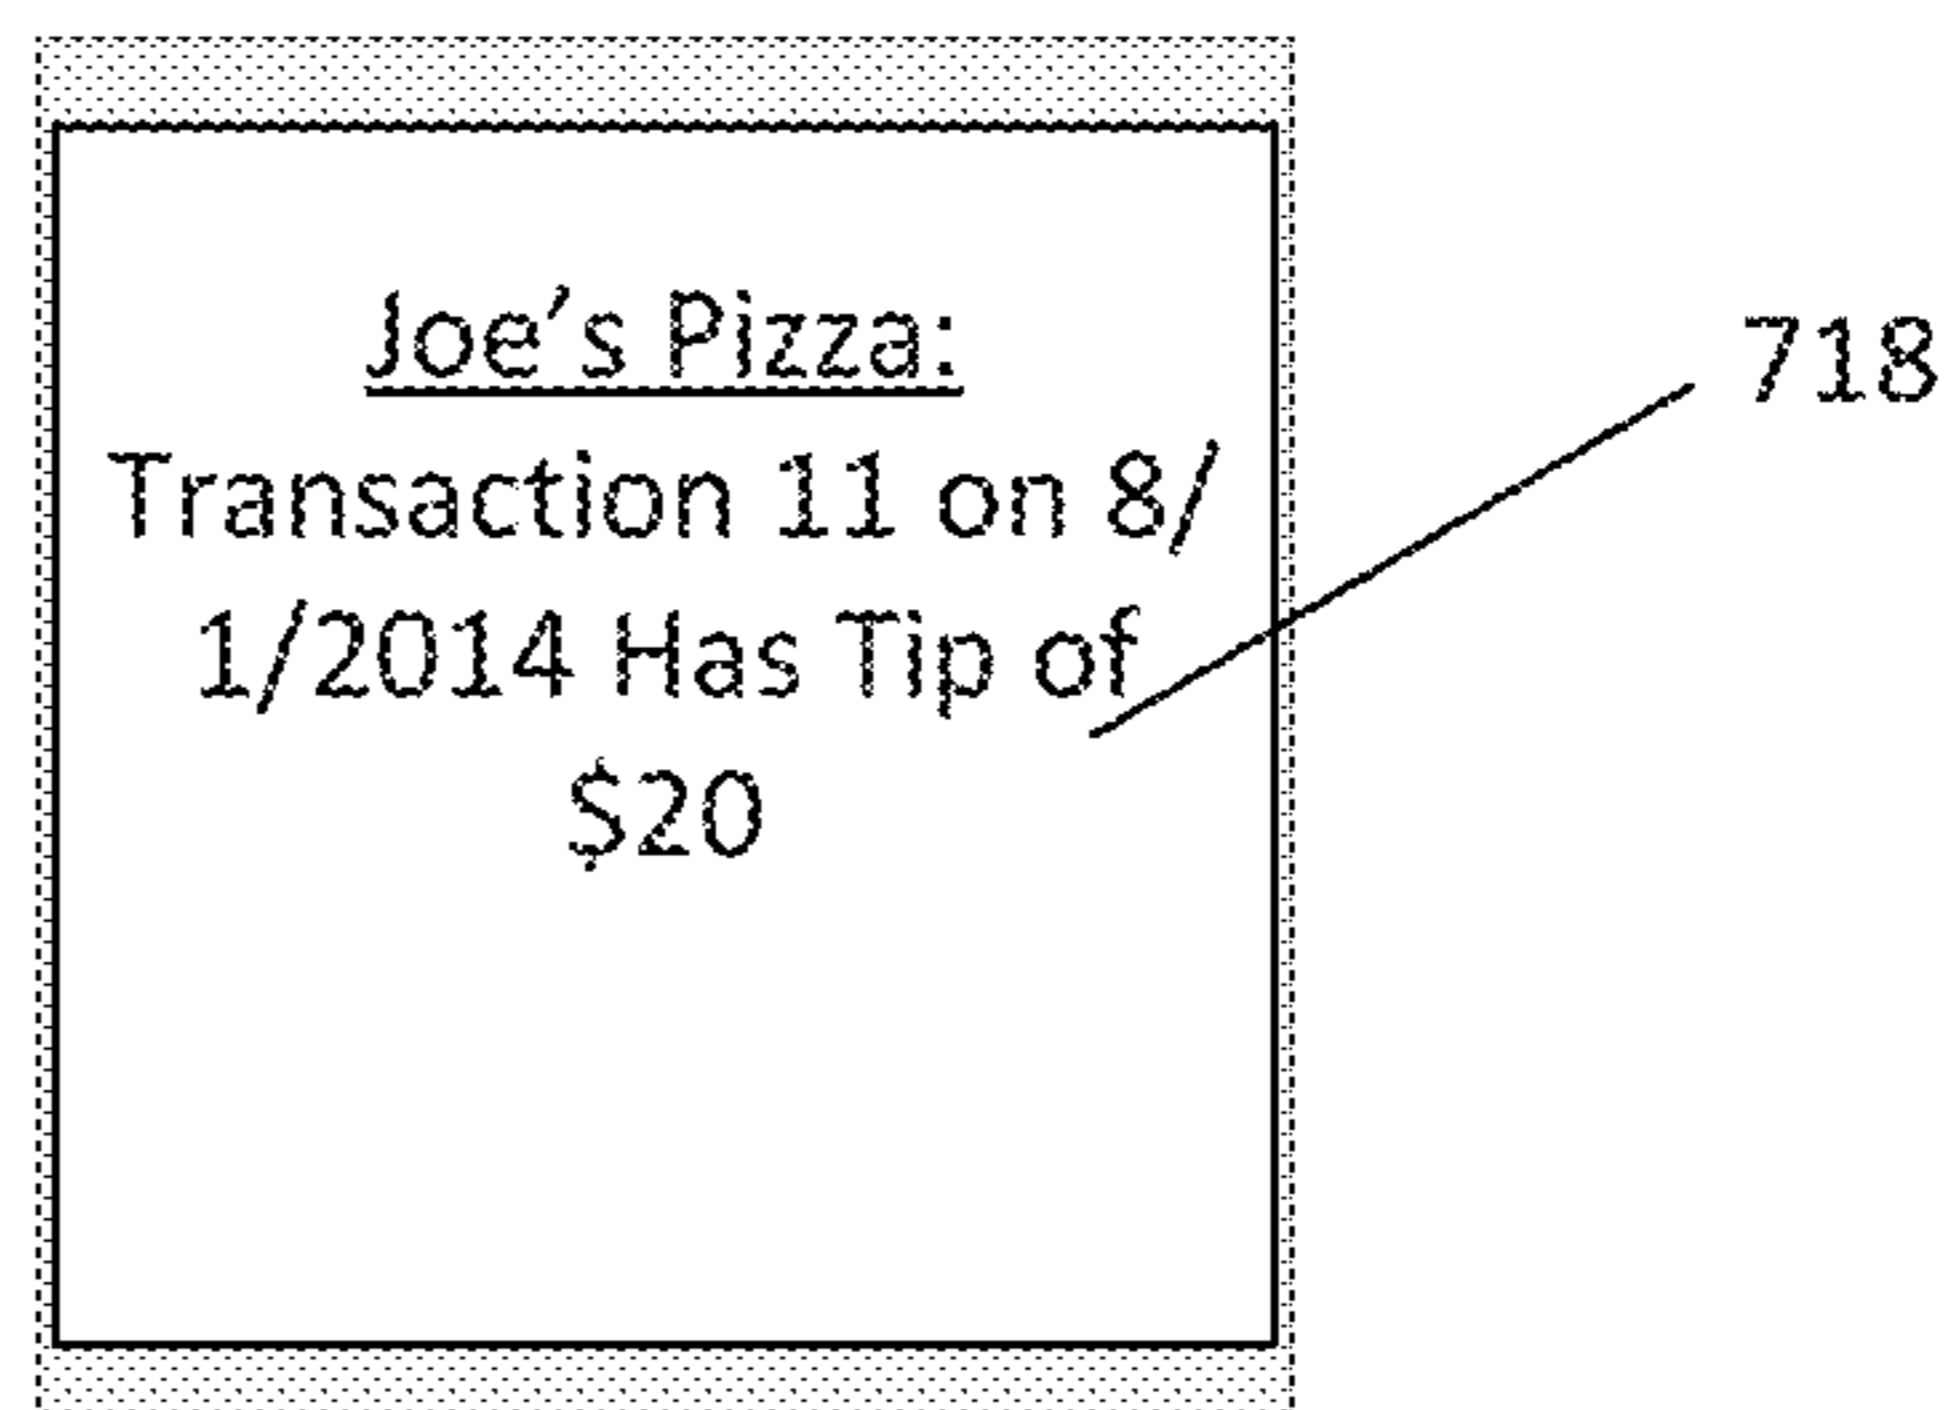 Joe's Pizza:
Transaction 11 on 8/
1/2014 Has Tip of
$20
718